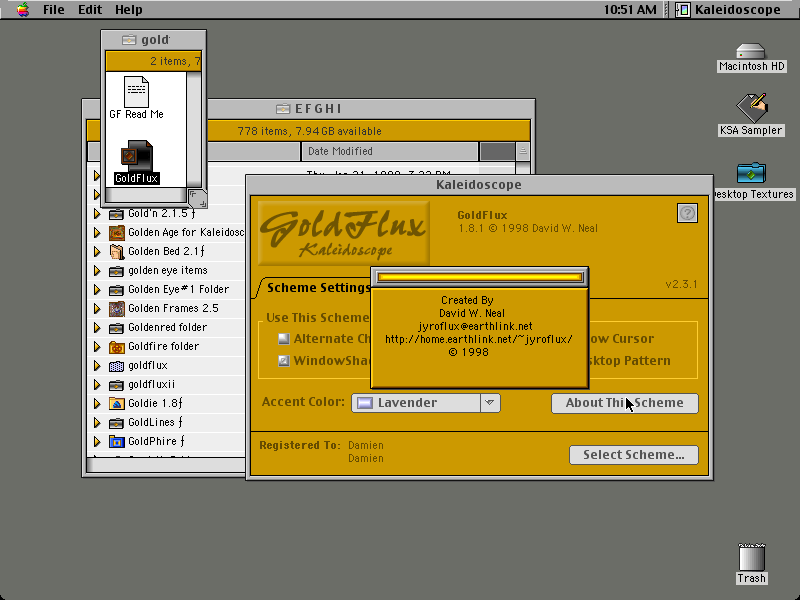 File Edit Help
10:51 AM
Kaleidoscope
gold
2 items, 7
GF Read Me
GoldFlux
E F G H I
778 items, 7.94 GB available
Date Modified
Gold'n 2.1.5 ƒ
Golden Age for Kaleidosc
Golden Bed 2.1ƒ
golden eye items
Golden Eye#1 Folder
Golden Frames 2.5
Goldenred folder
Goldfire folder
goldflux
goldfluxii
Goldie 1.8ƒ
GoldLines ƒ
GoldPhire ƒ
Kaleidoscope
GoldFlux
Kaleidoscope
GoldFlux
1.8.1 © 1998 David W. Neal
v2.3.1
Scheme Settings
Use This Scheme
Alternate Ch
WindowSha
ow Cursor
sktop Pattern
Created By
David W. Neal
jyroflux@earthlink.net
http://home.earthlink.net/~jyroflux/
© 1998
Accent Color:
Lavender
About This Scheme
Registered To: Damien
Damien
Select Scheme...
Macintosh HD
KSA Sampler
esktop Textures
Trash